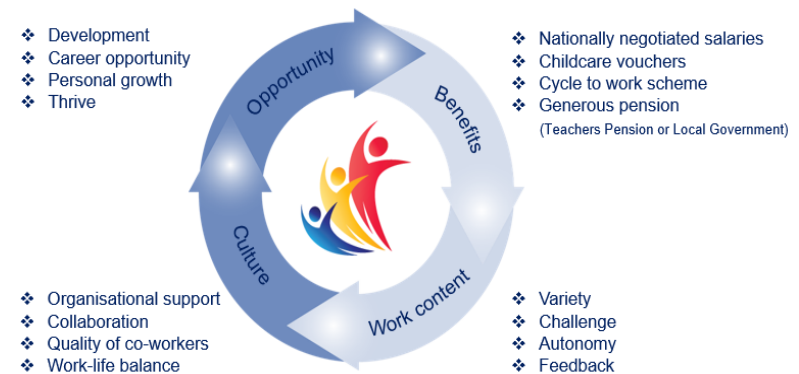 ❖ Development
❖ Career opportunity
❖ Personal growth
❖ Thrive
❖ Nationally negotiated salaries
❖ Childcare vouchers
❖ Cycle to work scheme
❖ Generous pension
(Teachers Pension or Local Government)
Opportunity
Benefits
Culture
Work content
❖ Organisational support
❖ Collaboration
❖ Quality of co-workers
❖ Work-life balance
❖ Variety
❖ Challenge
❖ Autonomy
❖ Feedback